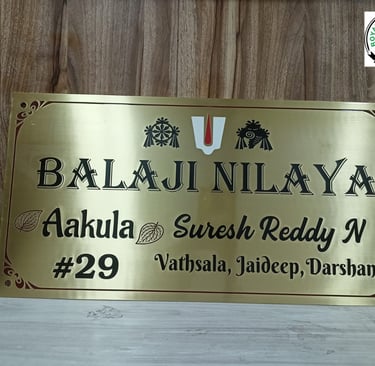 BALAJI NILAYA
Aakula Suresh Reddy N
#29 Vathsala, Jaideep, Darshan